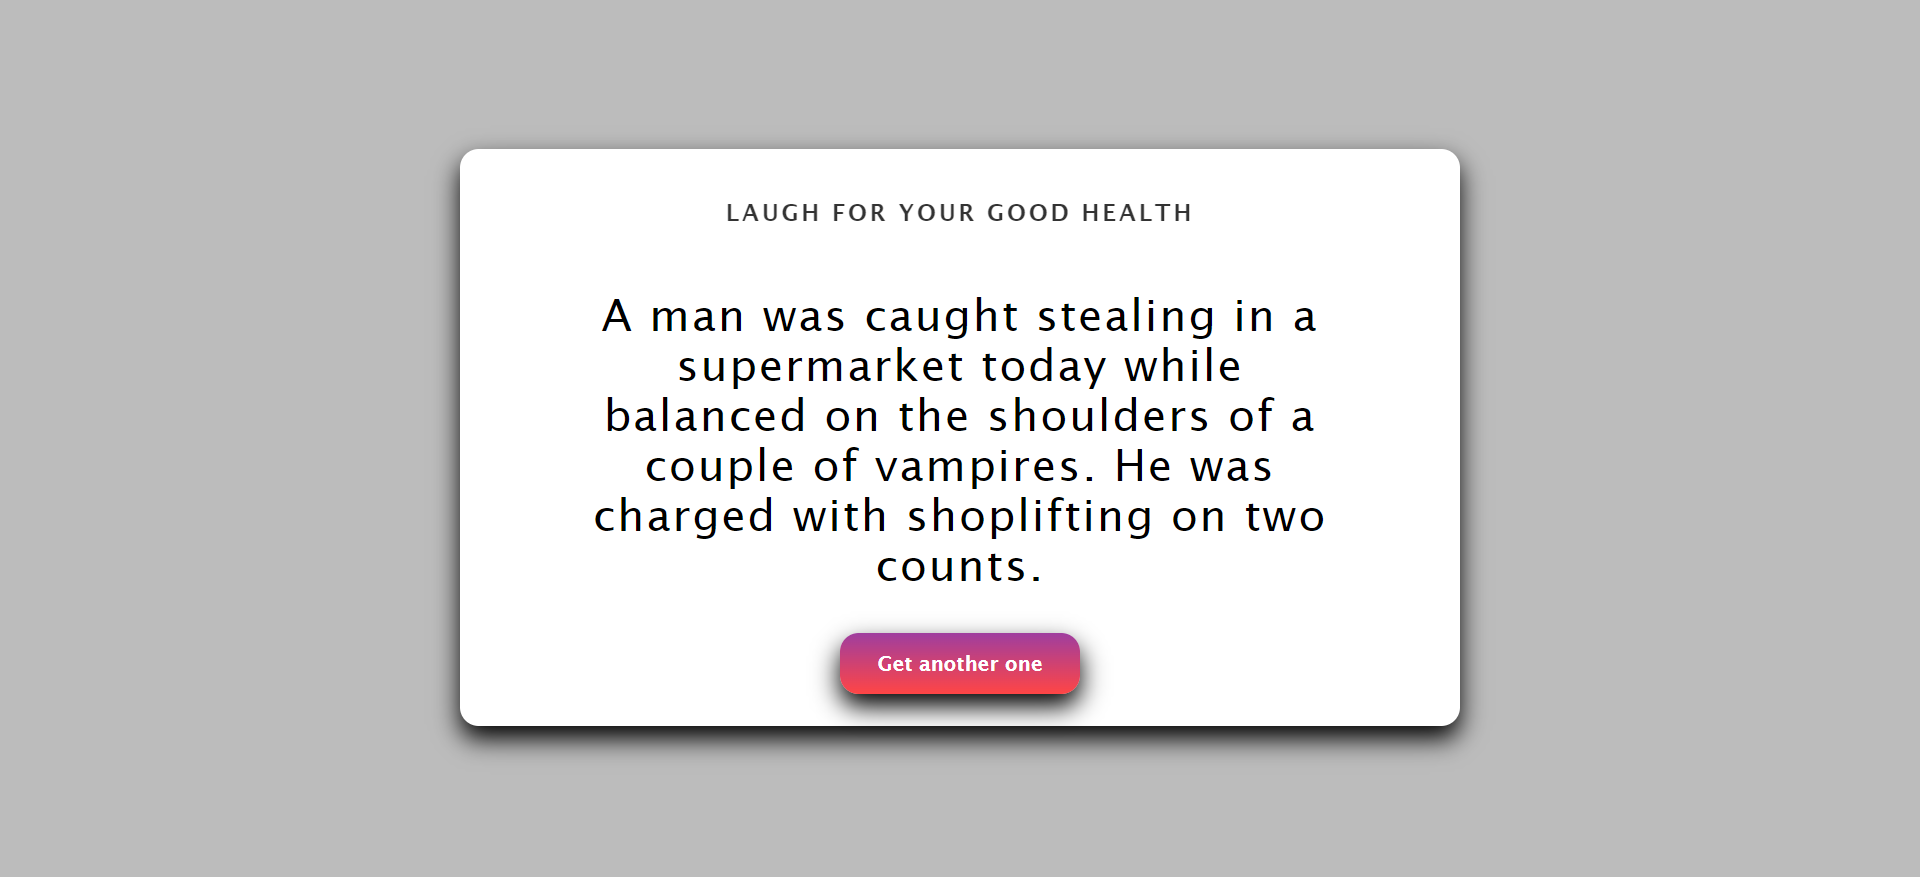 LAUGH FOR YOUR GOOD HEALTH
A man was caught stealing in a
supermarket today while
balanced on the shoulders of a
couple of vampires. He was
charged with shoplifting on two
counts.
Get another one